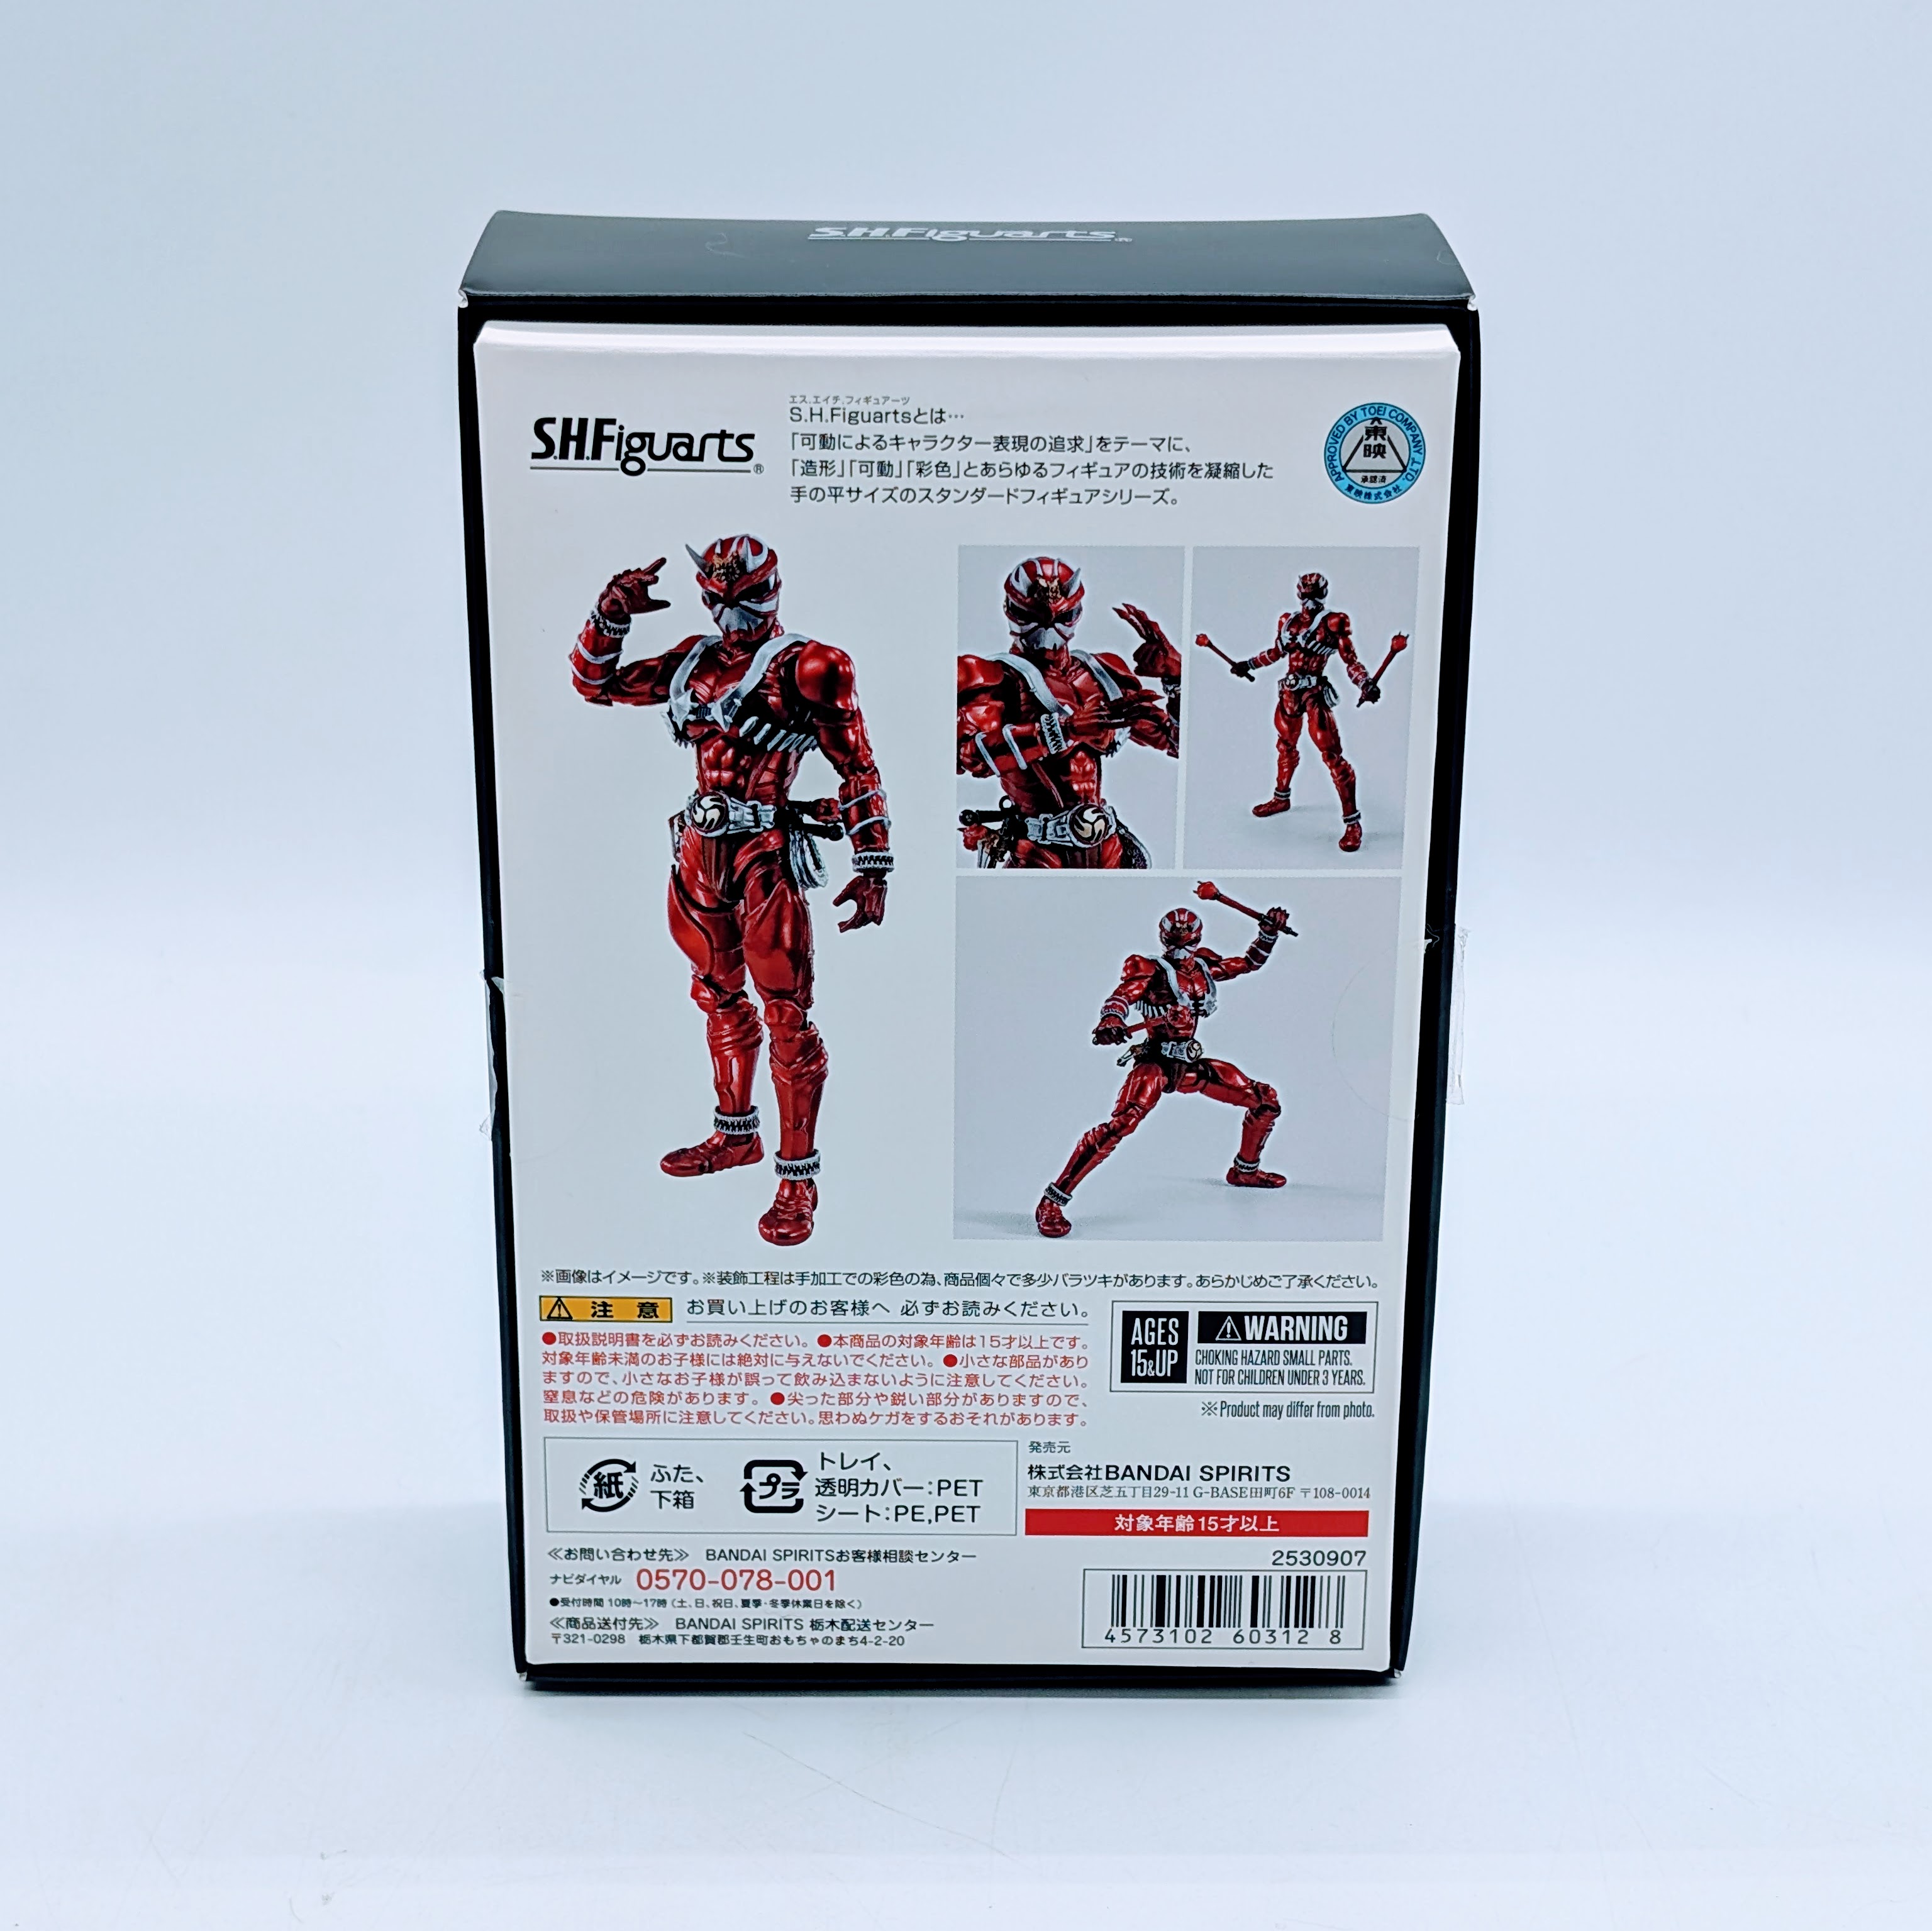 S.H.Figuarts®
S.H.Figuarts®
エス.エイチ.フィギュアーツ
S.H.Figuartsとは…
「可動によるキャラクター表現の追求」をテーマに、
「造形」「可動」「彩色」とあらゆるフィギュアの技術を凝縮した
手の平サイズのスタンダードフィギュアシリーズ。
APPROVED BY TOEI COMPANY ,LTD.
東映
承認済
東映株式会社
※画像はイメージです。※装飾工程は手加工での彩色の為、商品個々で多少バラツキがあります。あらかじめご了承ください。
注意 お買い上げのお客様へ 必ずお読みください。
●取扱説明書を必ずお読みください。●本商品の対象年齢は15才以上です。
対象年齢未満のお子様には絶対に与えないでください。●小さな部品があり
ますので、小さなお子様が誤って飲み込まないように注意してください。
窒息などの危険があります。●尖った部分や鋭い部分がありますので、
取扱や保管場所に注意してください。思わぬケガをするおそれがあります。
AGES
15&UP
WARNING
CHOKING HAZARD SMALL PARTS.
NOT FOR CHILDREN UNDER 3 YEARS.
※Product may differ from photo.
紙
ふた、
下箱
プラ
トレイ、
透明カバー:PET
シート:PE,PET
発売元
株式会社BANDAI SPIRITS
東京都港区芝五丁目29-11 G-BASE田町6F 〒108-0014
対象年齢15才以上
≪お問い合わせ先≫ BANDAI SPIRITSお客様相談センター
ナビダイヤル 0570-078-001
●受付時間 10時～17時（土、日、祝日、夏季・冬季休業日を除く）
≪商品送付先≫ BANDAI SPIRITS 栃木配送センター
〒321-0298 栃木県下都賀郡壬生町おもちゃのまち4-2-20
2530907
4573102 60312 8